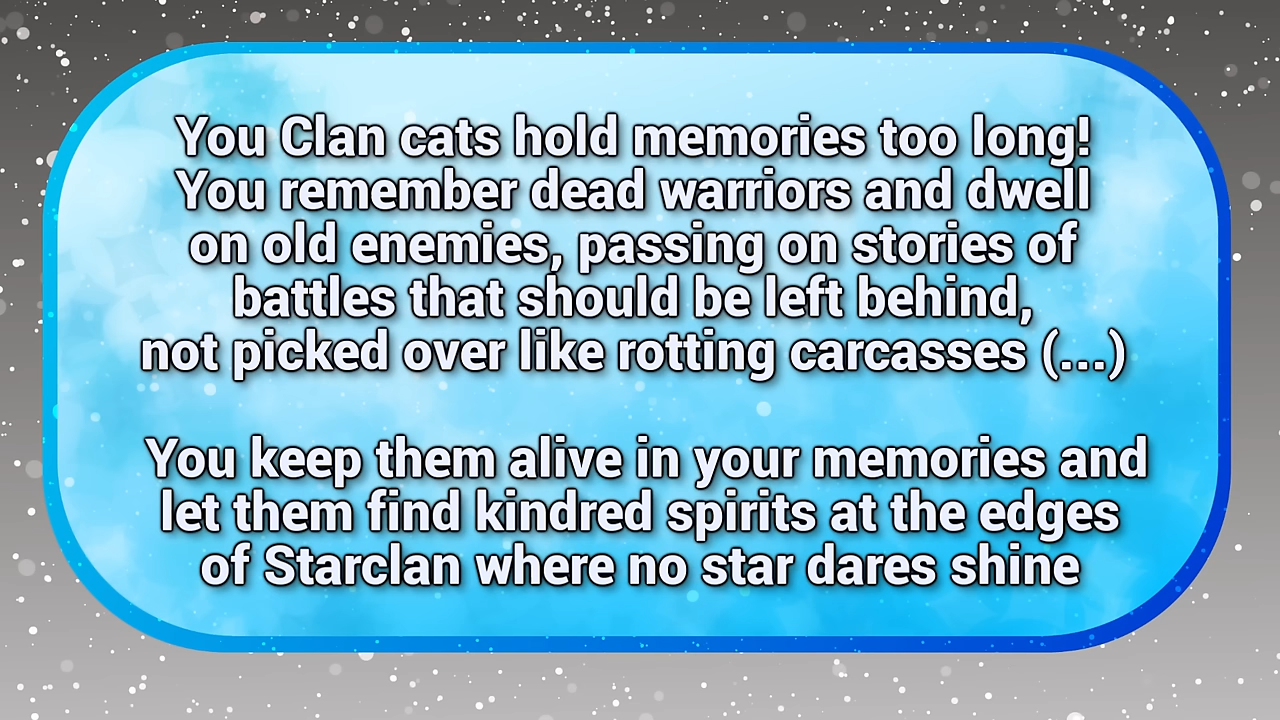 You Clan cats hold memories too long!
You remember dead warriors and dwell
on old enemies, passing on stories of
battles that should be left behind,
not picked over like rotting carcasses (...)
You keep them alive in your memories and
let them find kindred spirits at the edges
of Starclan where no star dares shine